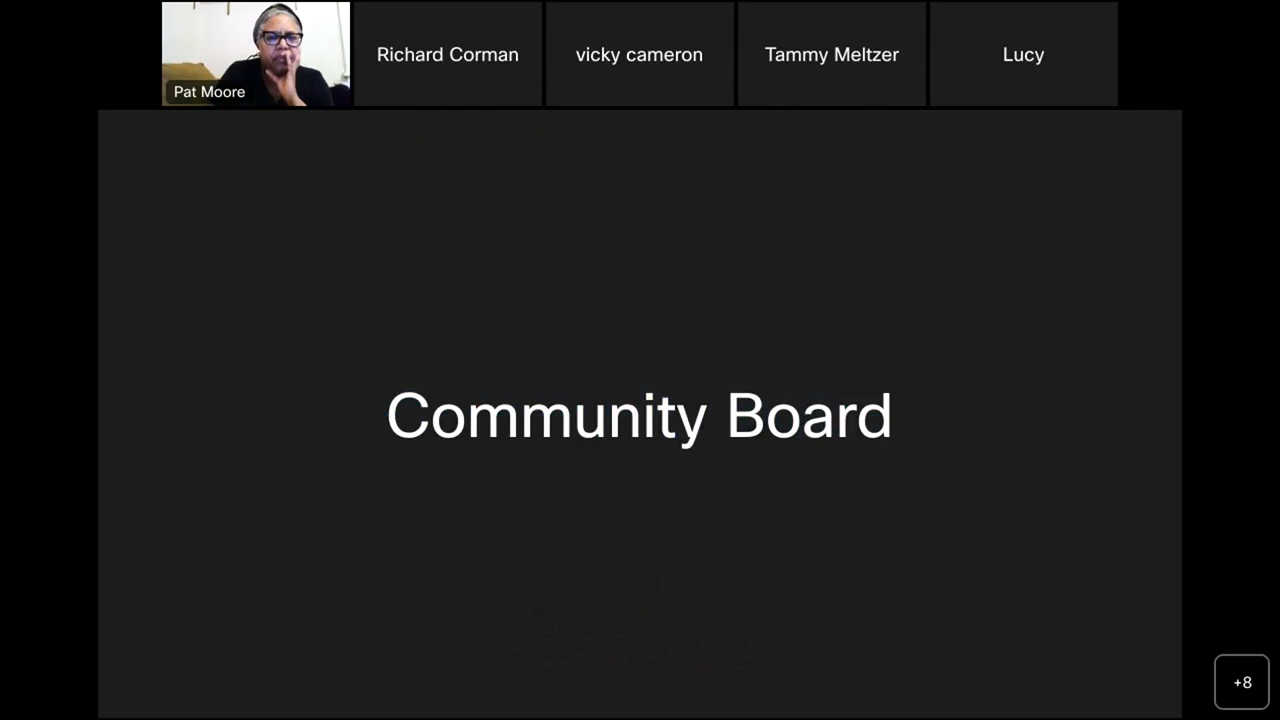 Pat Moore
Richard Corman
vicky cameron
Tammy Meltzer
Lucy
Community Board
+8